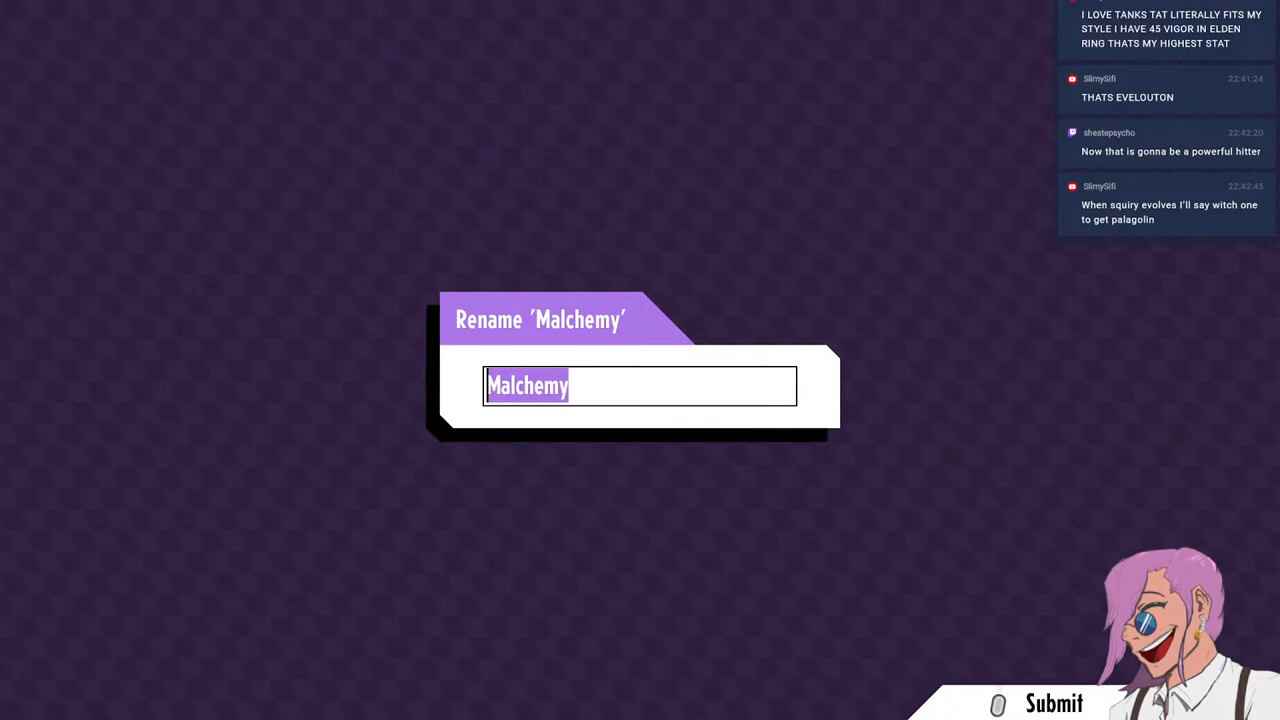 I LOVE TANKS TAT LITERALLY FITS MY
STYLE I HAVE 45 VIGOR IN ELDEN
RING THATS MY HIGHEST STAT
SlimySifi 22:41:24
THATS EVELOUTON
sheatepsycho 22:42:20
Now that is gonna be a powerful hitter
SlimySifi 22:42:45
When squiry evolves I'll say witch one
to get palagolin
Rename 'Malchemy'
Malchemy
Submit